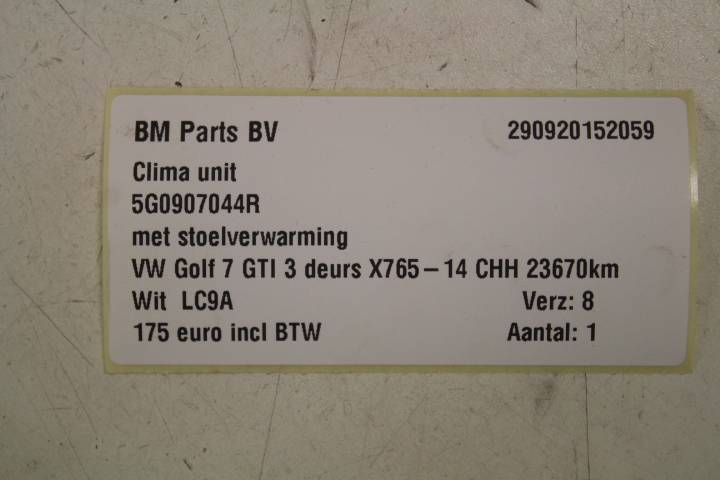 BM Parts BV 290920152059
Clima unit
5G0907044R
met stoelverwarming
VW Golf 7 GTI 3 deurs X765-14 CHH 23670km
Wit LC9A Verz: 8
175 euro incl BTW Aantal: 1